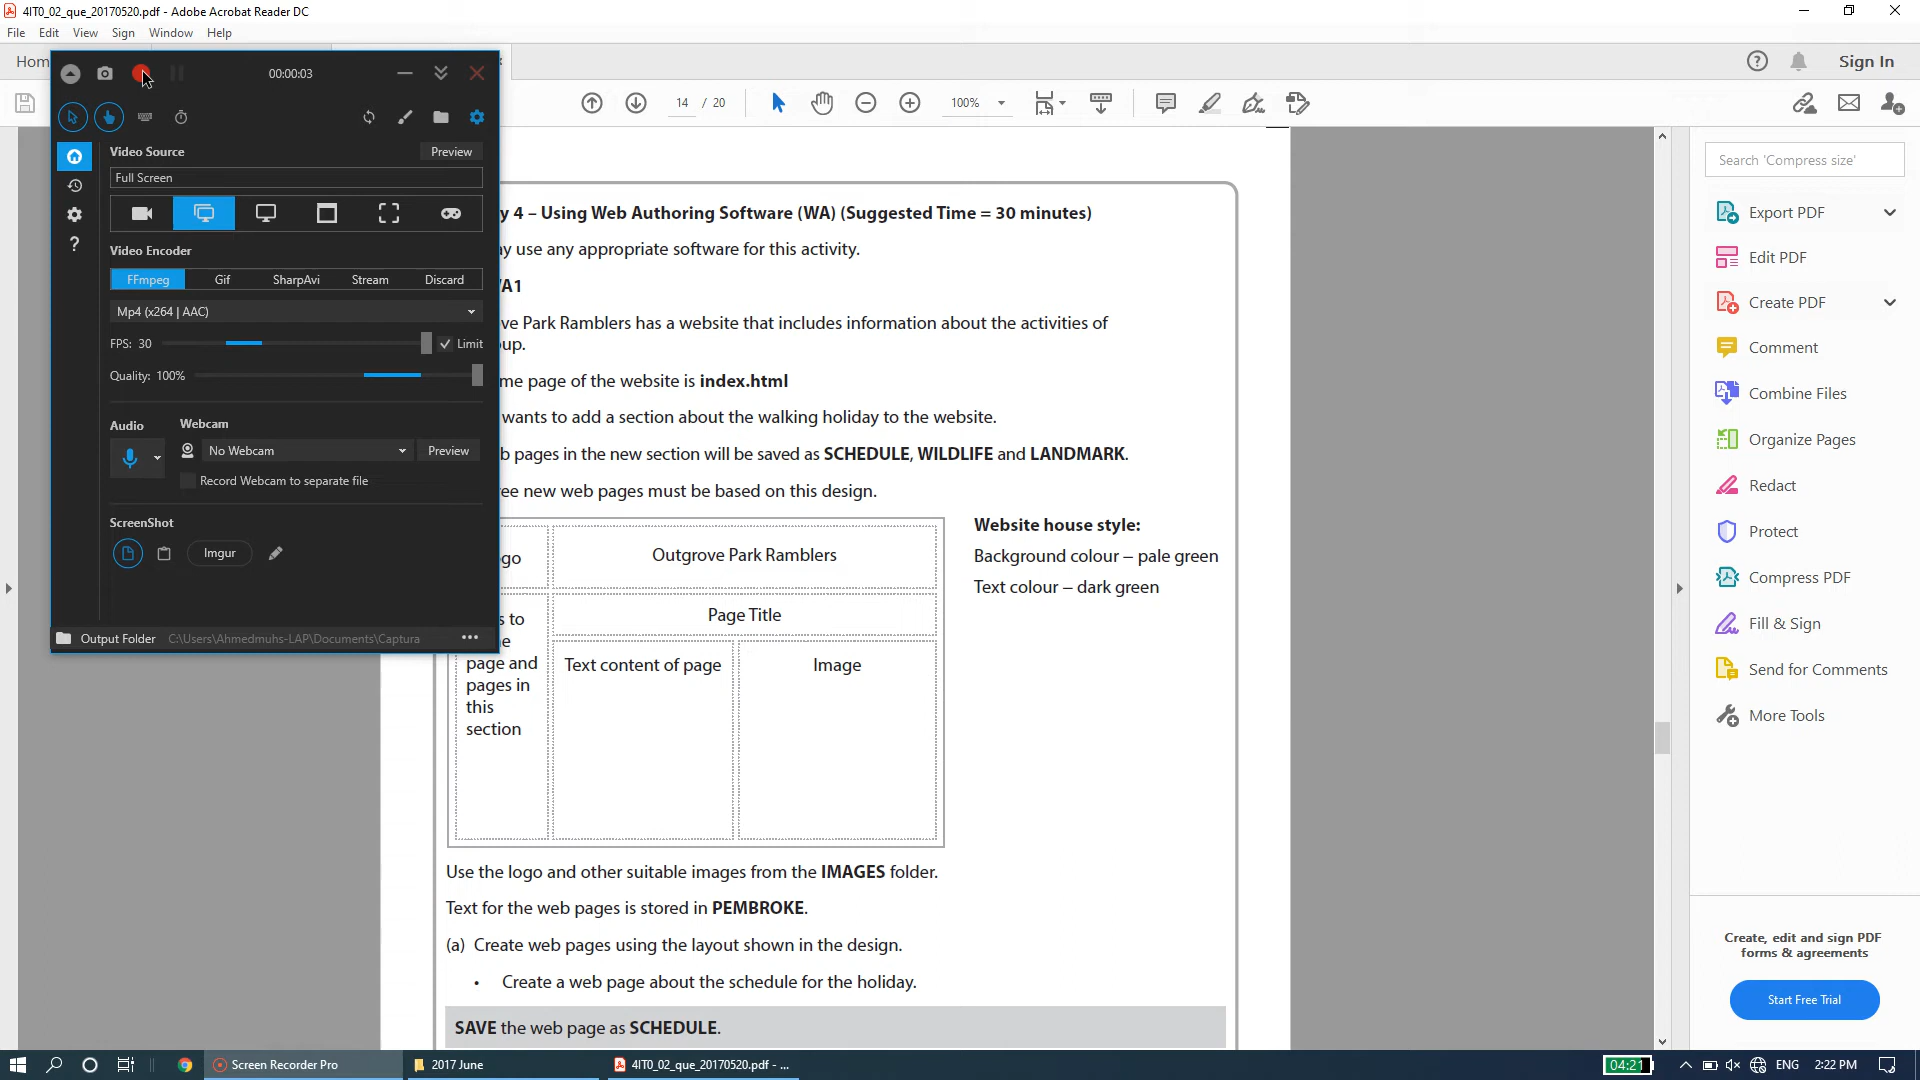 4IT0_02_que_20170520.pdf - Adobe Acrobat Reader DC
File Edit View Sign Window Help
Hom
Sign In
00:00:03
14 / 20
100%
Video Source
Preview
Full Screen
Video Encoder
FFmpeg Gif SharpAvi Stream Discard
Mp4 (x264 | AAC)
FPS: 30
Limit
Quality: 100%
Audio
Webcam
No Webcam
Preview
Record Webcam to separate file
ScreenShot
Imgur
Output Folder C:\Users\Ahmedmuhs-LAP\Documents\Captura
y 4 – Using Web Authoring Software (WA) (Suggested Time = 30 minutes)
ay use any appropriate software for this activity.
WA1
ve Park Ramblers has a website that includes information about the activities of
oup.
me page of the website is index.html
wants to add a section about the walking holiday to the website.
b pages in the new section will be saved as SCHEDULE, WILDLIFE and LANDMARK.
ree new web pages must be based on this design.
ogo
Outgrove Park Ramblers
Page Title
s to
e
page and
pages in
this
section
Text content of page
Image
Website house style:
Background colour – pale green
Text colour – dark green
Use the logo and other suitable images from the IMAGES folder.
Text for the web pages is stored in PEMBROKE.
(a) Create web pages using the layout shown in the design.
• Create a web page about the schedule for the holiday.
SAVE the web page as SCHEDULE.
Search 'Compress size'
Export PDF
Edit PDF
Create PDF
Comment
Combine Files
Organize Pages
Redact
Protect
Compress PDF
Fill & Sign
Send for Comments
More Tools
Create, edit and sign PDF
forms & agreements
Start Free Trial
Screen Recorder Pro
2017 June
4IT0_02_que_20170520.pdf - ...
04:21
ENG
2:22 PM